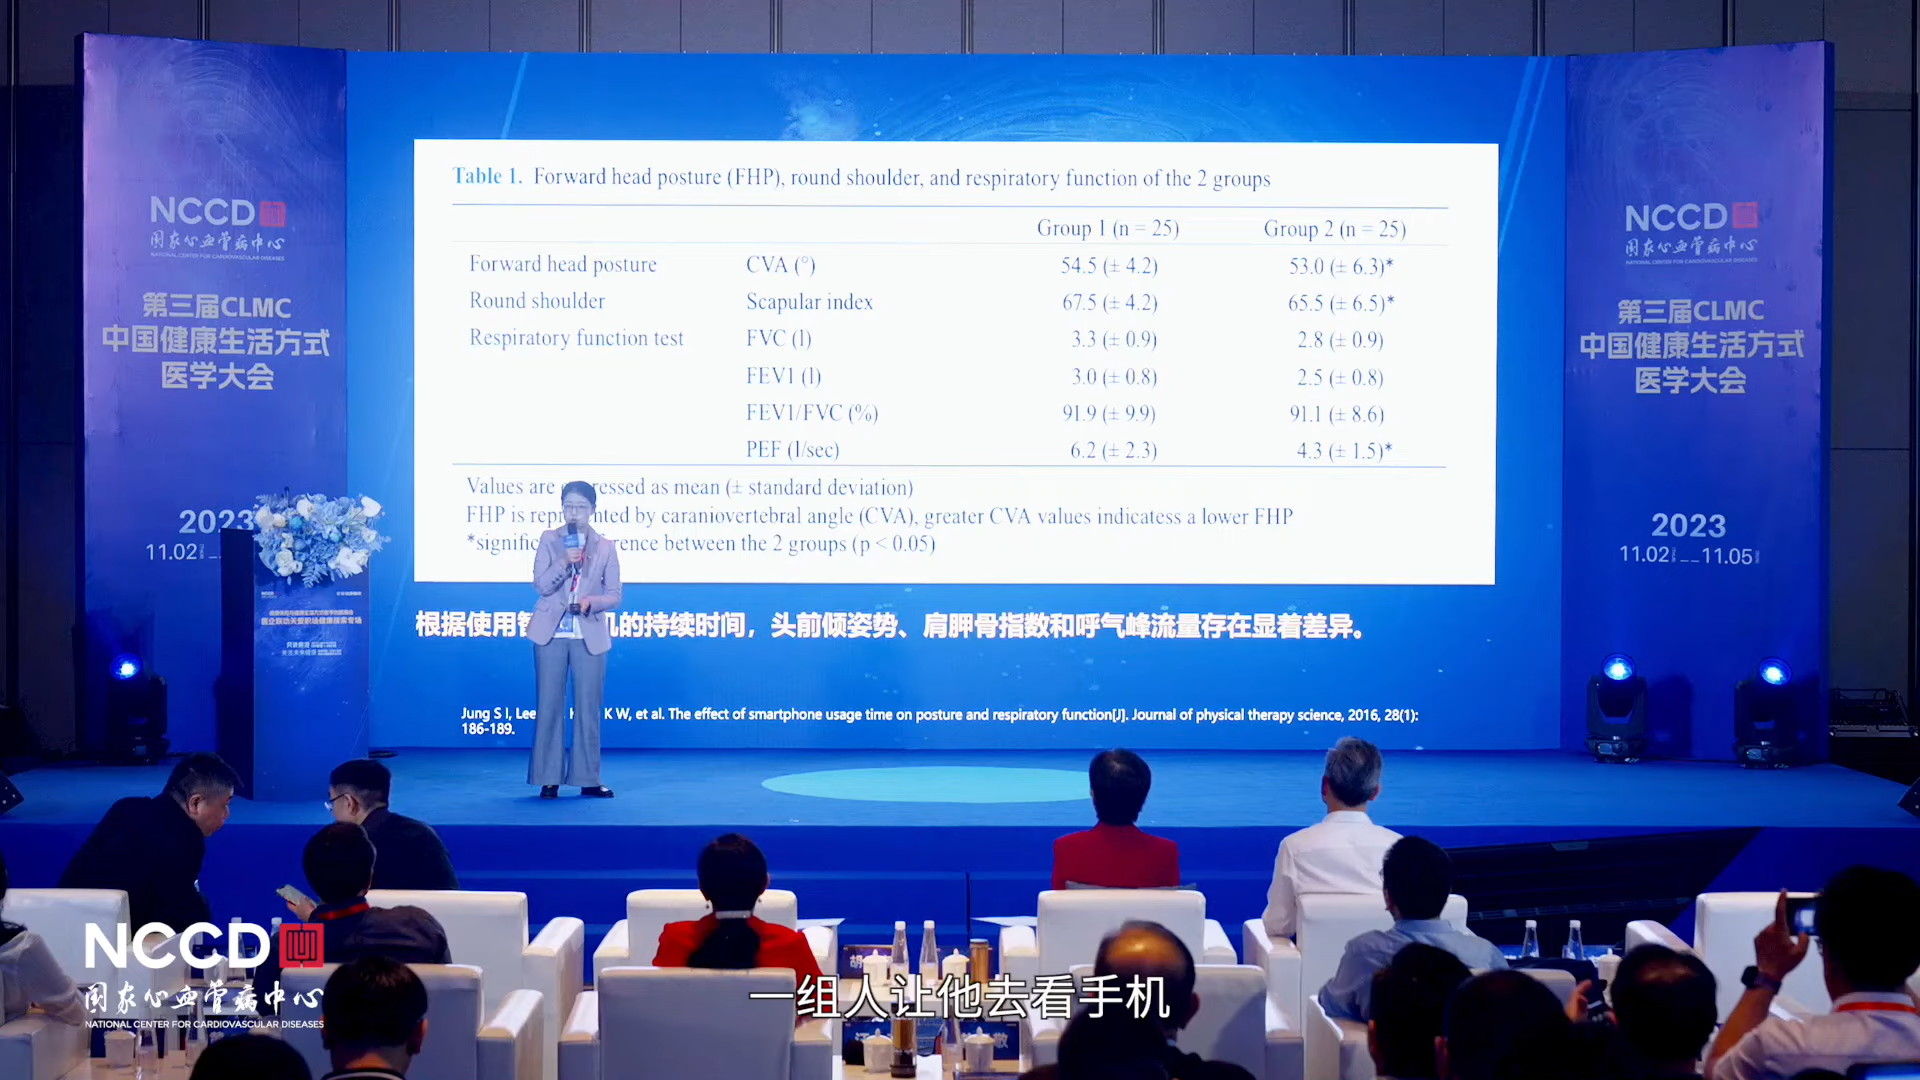 Table 1. Forward head posture (FHP), round shoulder, and respiratory function of the 2 groups
Group 1 (n = 25) Group 2 (n = 25)
Forward head posture CVA (°) 54.5 (± 4.2) 53.0 (± 6.3)*
Round shoulder Scapular index 67.5 (± 4.2) 65.5 (± 6.5)*
Respiratory function test FVC (l) 3.3 (± 0.9) 2.8 (± 0.9)
FEV1 (l) 3.0 (± 0.8) 2.5 (± 0.8)
FEV1/FVC (%) 91.9 (± 9.9) 91.1 (± 8.6)
PEF (l/sec) 6.2 (± 2.3) 4.3 (± 1.5)*
Values are mean (± standard deviation)
FHP is by caraniovertebral angle (CVA), greater CVA values indicatess a lower FHP
between the 2 groups (p < 0.05)
根据使用 的持续时间，头前倾姿势、肩胛骨指数和呼气峰流量存在显着差异。
Jung S I, K W, et al. The effect of smartphone usage time on posture and respiratory function[J]. Journal of physical therapy science, 2016, 28(1):
186-189.
NCCD
国家心血管病中心
NATIONAL CENTER FOR CARDIOVASCULAR DISEASES
第三届CLMC
中国健康生活方式
医学大会
2023
11.02
NCCD
国家心血管病中心
NATIONAL CENTER FOR CARDIOVASCULAR DISEASES
第三届CLMC
中国健康生活方式
医学大会
2023
11.02 -- 11.05
NCCD
NCCD
国家心血管病中心
NATIONAL CENTER FOR CARDIOVASCULAR DISEASES
一组人让他去看手机